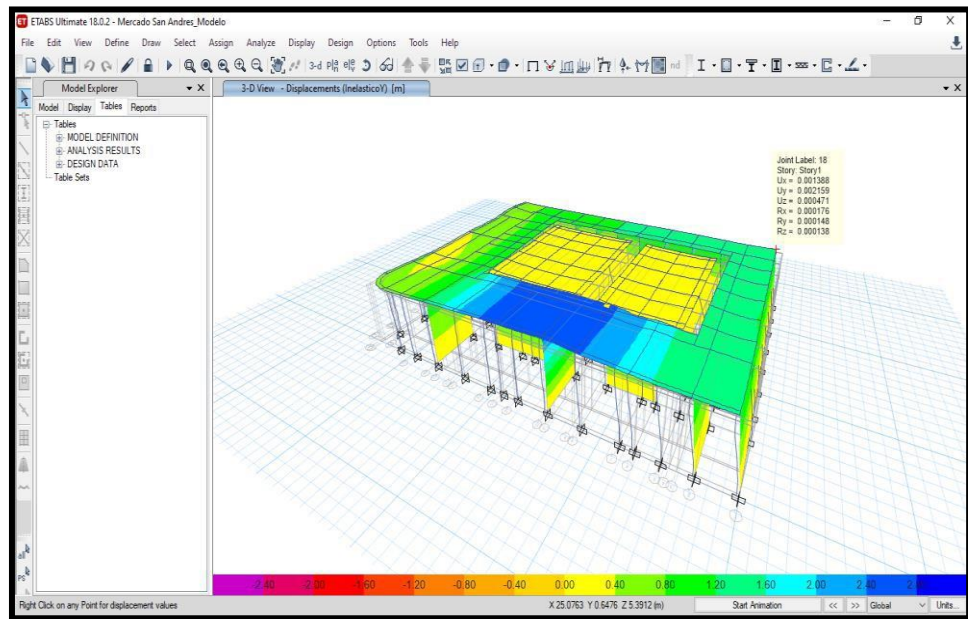 ETABS Ultimate 18.0.2 - Mercado San Andres_Modelo
File Edit View Define Draw Select Assign Analyze Display Design Options Tools Help
3-d
nd
Model Explorer
3-D View - Displacements (InelasticoY) [m]
Model Display Tables Reports
Tables
MODEL DEFINITION
ANALYSIS RESULTS
DESIGN DATA
Table Sets
Joint Label: 18
Story: Story1
Ux = 0.001388
Uy = 0.002159
Uz = 0.000471
Rx = 0.000176
Ry = 0.000148
Rz = 0.000138
all
PS
-2.40 -2.00 -1.60 -1.20 -0.80 -0.40 0.00 0.40 0.80 1.20 1.60 2.00 2.40
Right Click on any Point for displacement values
X 25.0763 Y 0.6476 Z 5.3912 (m)
Start Animation << >> Global Units...